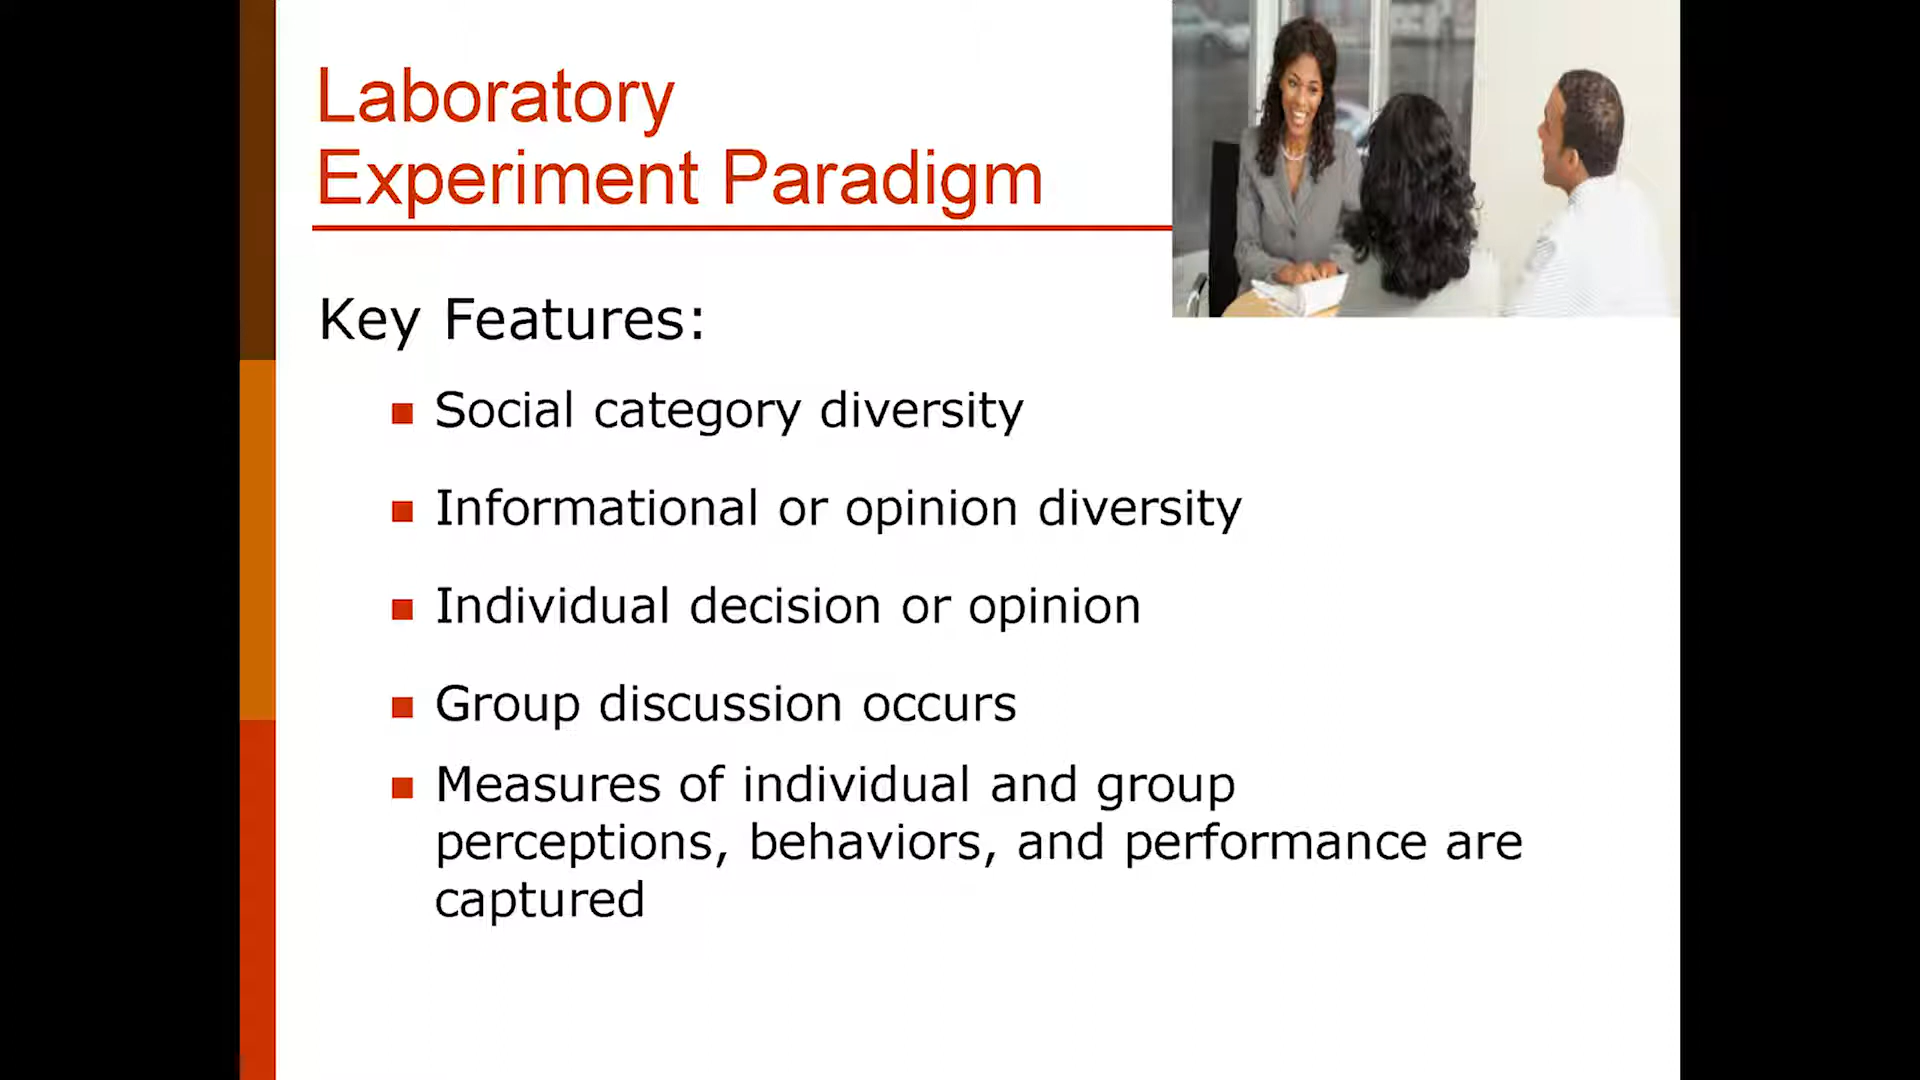 Laboratory
Experiment Paradigm
Key Features:
Social category diversity
Informational or opinion diversity
Individual decision or opinion
Group discussion occurs
Measures of individual and group
perceptions, behaviors, and performance are
captured